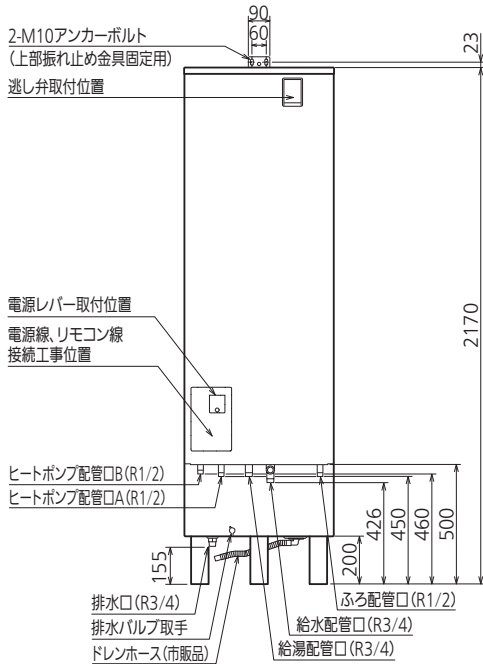 90
60
23
2-M10アンカーボルト
(上部振れ止め金具固定用)
逃し弁取付位置
2170
電源レバー取付位置
電源線、リモコン線
接続工事位置
ヒートポンプ配管口B(R1/2)
ヒートポンプ配管口A(R1/2)
426
450
460
500
200
155
排水口(R3/4)
排水バルブ取手
ドレンホース(市販品)
ふろ配管口(R1/2)
給水配管口(R3/4)
給湯配管口(R3/4)